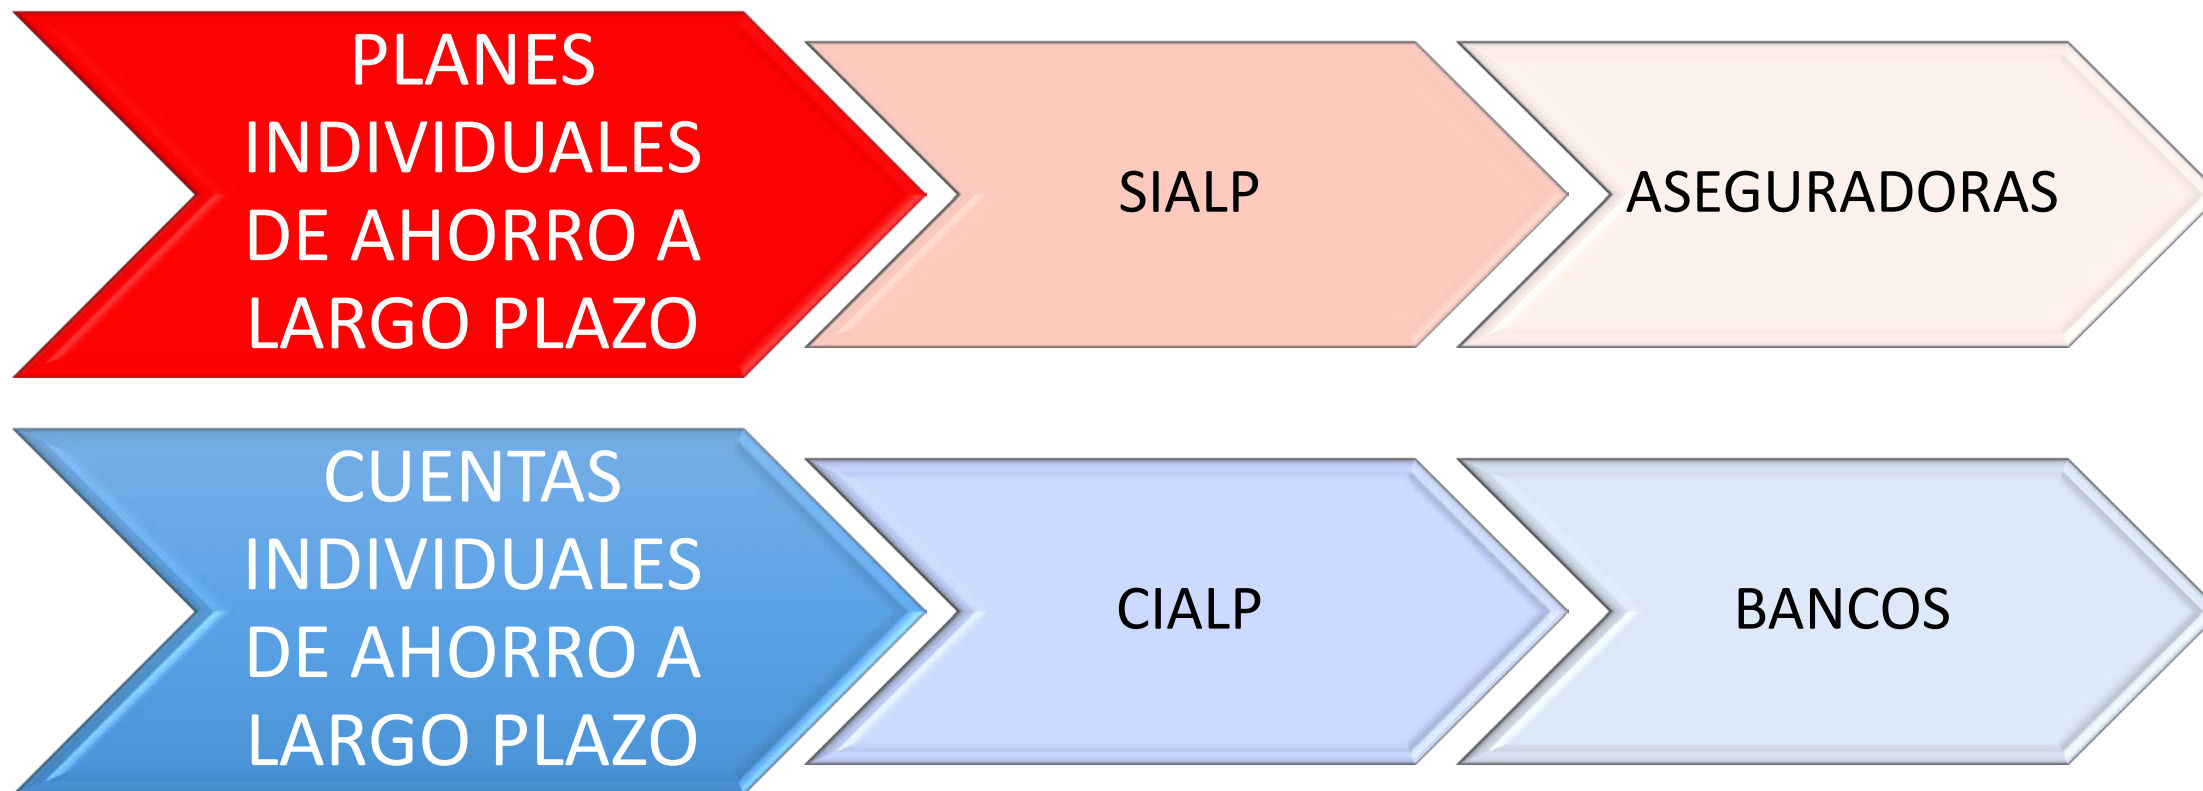 PLANES
INDIVIDUALES
DE AHORRO A
LARGO PLAZO
SIALP
ASEGURADORAS
CUENTAS
INDIVIDUALES
DE AHORRO A
LARGO PLAZO
CIALP
BANCOS